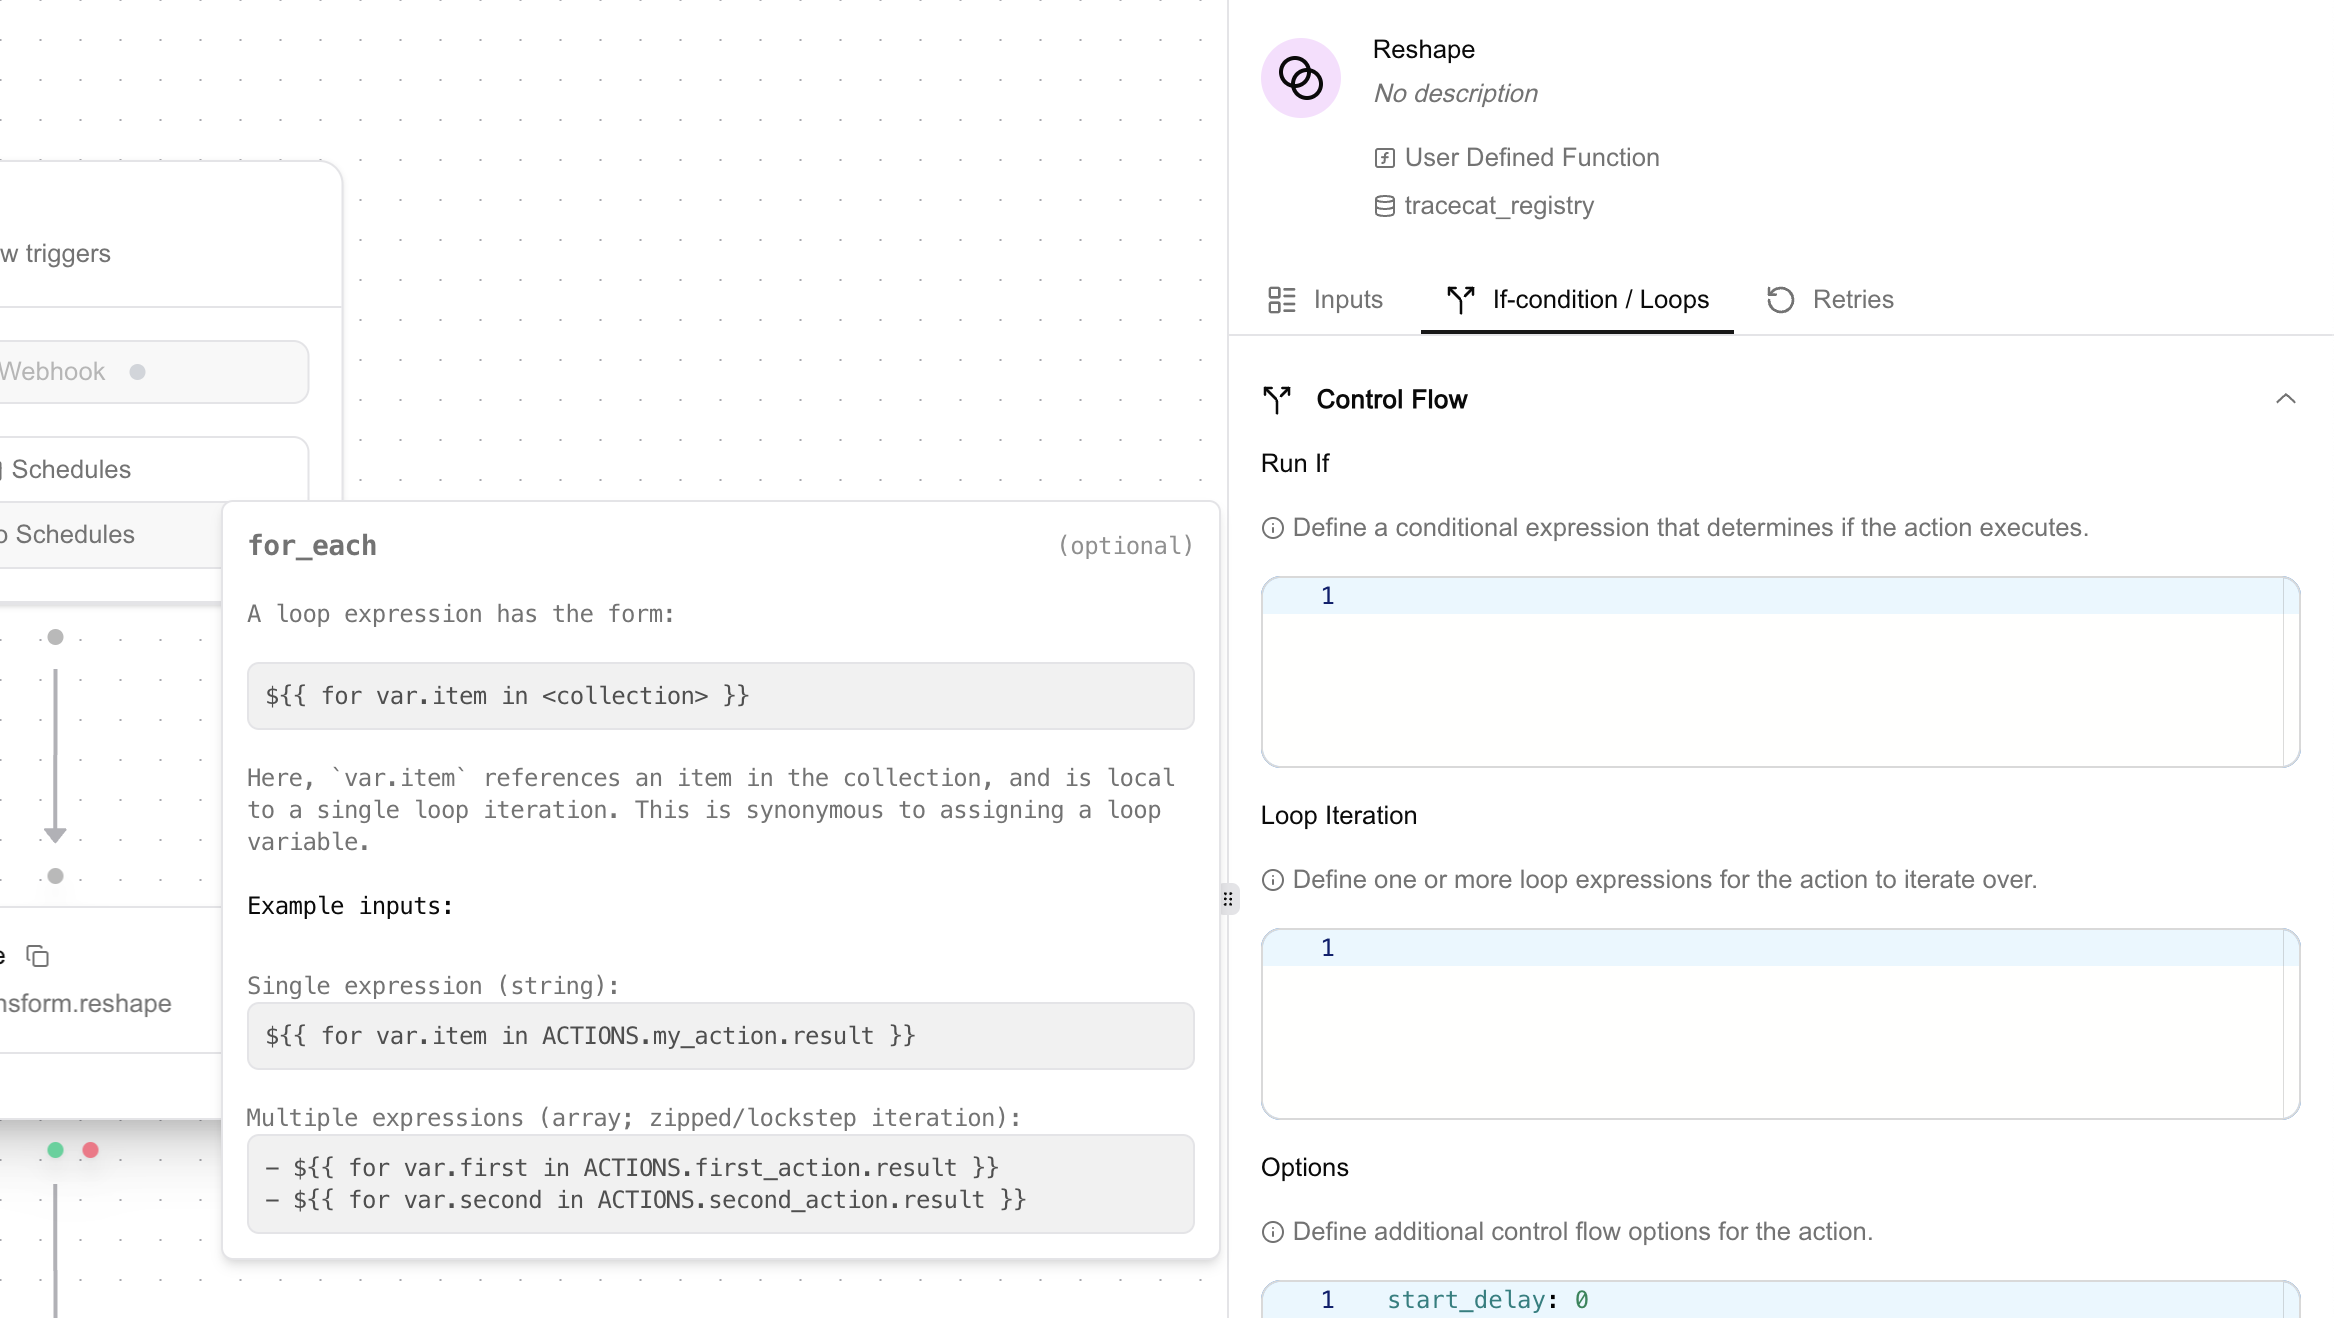 w triggers
Webhook
Schedules
Schedules
nsform.reshape
for_each
(optional)
A loop expression has the form:
${{ for var.item in <collection> }}
Here, `var.item` references an item in the collection, and is local
to a single loop iteration. This is synonymous to assigning a loop
variable.
Example inputs:
Single expression (string):
${{ for var.item in ACTIONS.my_action.result }}
Multiple expressions (array; zipped/lockstep iteration):
- ${{ for var.first in ACTIONS.first_action.result }}
- ${{ for var.second in ACTIONS.second_action.result }}
Reshape
No description
User Defined Function
tracecat_registry
Inputs If-condition / Loops Retries
Control Flow
Run If
Define a conditional expression that determines if the action executes.
1
Loop Iteration
Define one or more loop expressions for the action to iterate over.
1
Options
Define additional control flow options for the action.
1 start_delay: 0